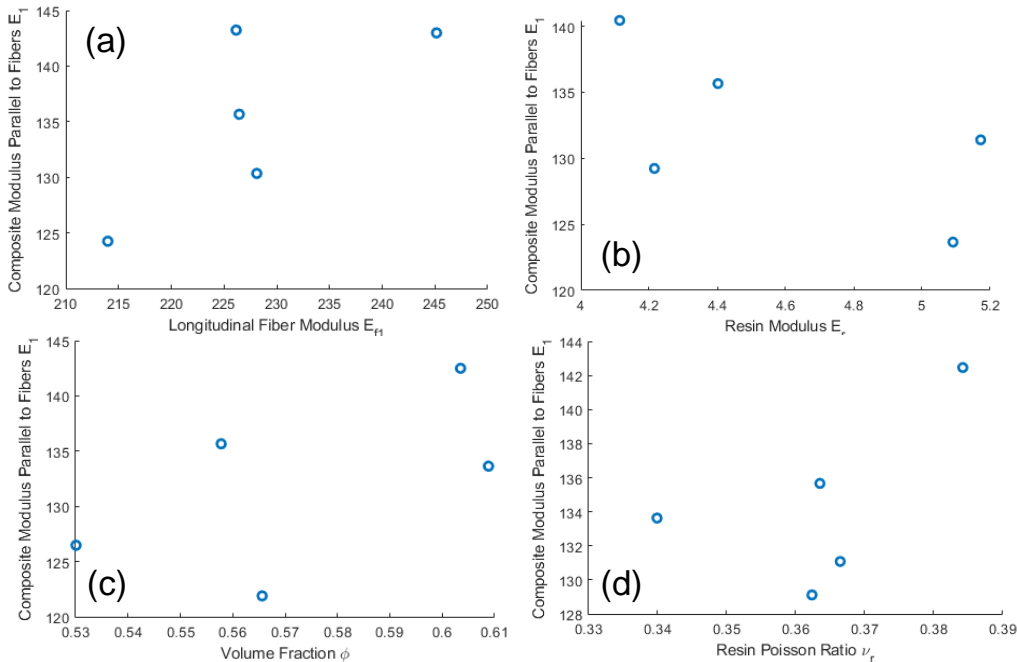 (a)
Composite Modulus Parallel to Fibers E1
145
140
135
130
125
120
210 215 220 225 230 235 240 245 250
Longitudinal Fiber Modulus Ef1
(b)
Composite Modulus Parallel to Fibers E1
140
135
130
125
120
4 4.2 4.4 4.6 4.8 5 5.2
Resin Modulus Er
(c)
Composite Modulus Parallel to Fibers E1
145
140
135
130
125
120
0.53 0.54 0.55 0.56 0.57 0.58 0.59 0.6 0.61
Volume Fraction ϕ
(d)
Composite Modulus Parallel to Fibers E1
144
142
140
138
136
134
132
130
128
0.33 0.34 0.35 0.36 0.37 0.38 0.39
Resin Poisson Ratio νr